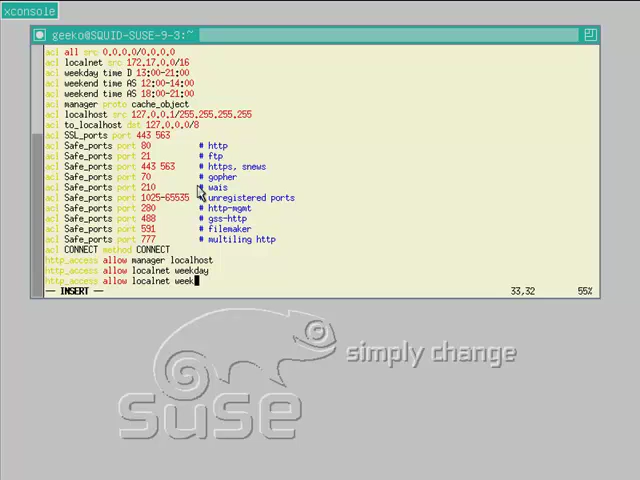 xconsole
geeko@SQUID-SUSE-9-3:~
acl all src 0.0.0.0/0.0.0.0
acl localnet src 172.17.0.0/16
acl weekday time D 13:00-21:00
acl weekend time AS 12:00-14:00
acl weekend time AS 18:00-21:00
acl manager proto cache_object
acl localhost src 127.0.0.1/255.255.255.255
acl to_localhost dst 127.0.0.0/8
acl SSL_ports port 443 563
acl Safe_ports port 80 # http
acl Safe_ports port 21 # ftp
acl Safe_ports port 443 563 # https, snews
acl Safe_ports port 70 # gopher
acl Safe_ports port 210 # wais
acl Safe_ports port 1025-65535 # unregistered ports
acl Safe_ports port 280 # http-mgmt
acl Safe_ports port 488 # gss-http
acl Safe_ports port 591 # filemaker
acl Safe_ports port 777 # multiling http
acl CONNECT method CONNECT
http_access allow manager localhost
http_access allow localnet weekday
http_access allow localnet week
-- INSERT -- 33,32 55%
simply change
suse